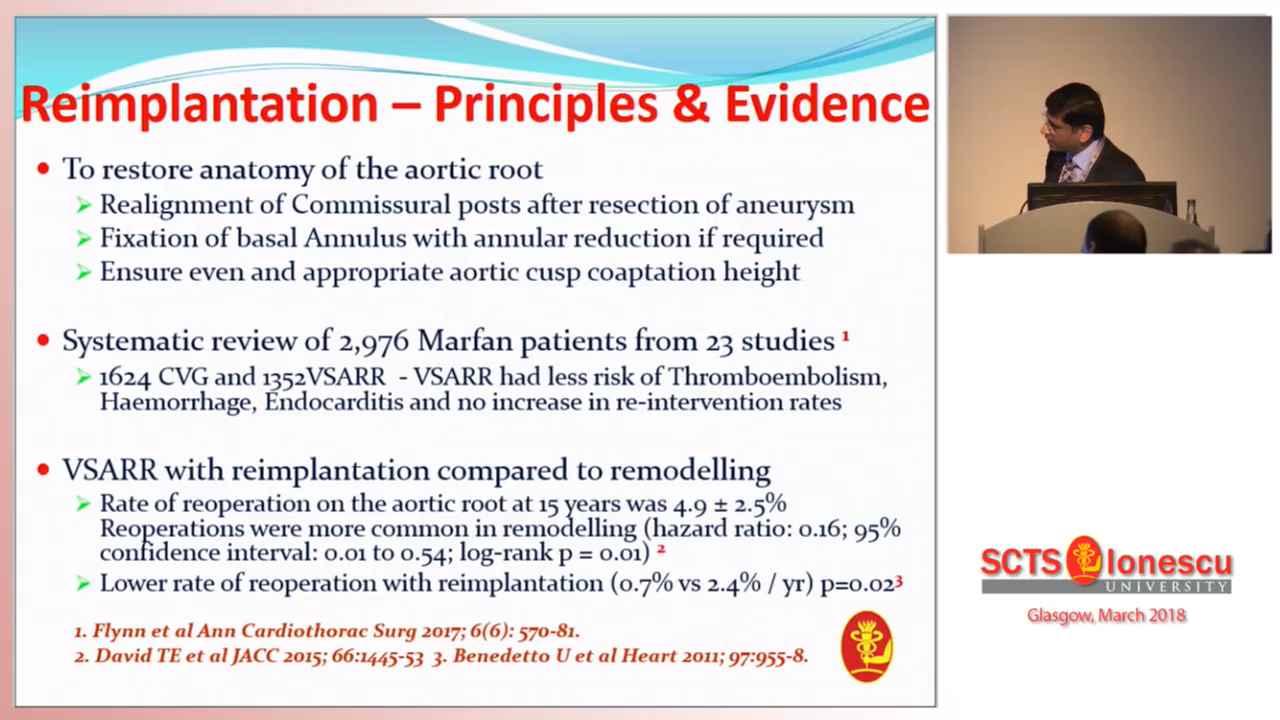 Reimplantation – Principles & Evidence
• To restore anatomy of the aortic root
➢ Realignment of Commissural posts after resection of aneurysm
➢ Fixation of basal Annulus with annular reduction if required
➢ Ensure even and appropriate aortic cusp coaptation height
• Systematic review of 2,976 Marfan patients from 23 studies ¹
➢ 1624 CVG and 1352VSARR - VSARR had less risk of Thromboembolism,
Haemorrhage, Endocarditis and no increase in re-intervention rates
• VSARR with reimplantation compared to remodelling
➢ Rate of reoperation on the aortic root at 15 years was 4.9 ± 2.5%
Reoperations were more common in remodelling (hazard ratio: 0.16; 95%
confidence interval: 0.01 to 0.54; log-rank p = 0.01) ²
➢ Lower rate of reoperation with reimplantation (0.7% vs 2.4% / yr) p=0.02³
1. Flynn et al Ann Cardiothorac Surg 2017; 6(6): 570-81.
2. David TE et al JACC 2015; 66:1445-53 3. Benedetto U et al Heart 2011; 97:955-8.
SCTS Ionescu
UNIVERSITY
Glasgow, March 2018